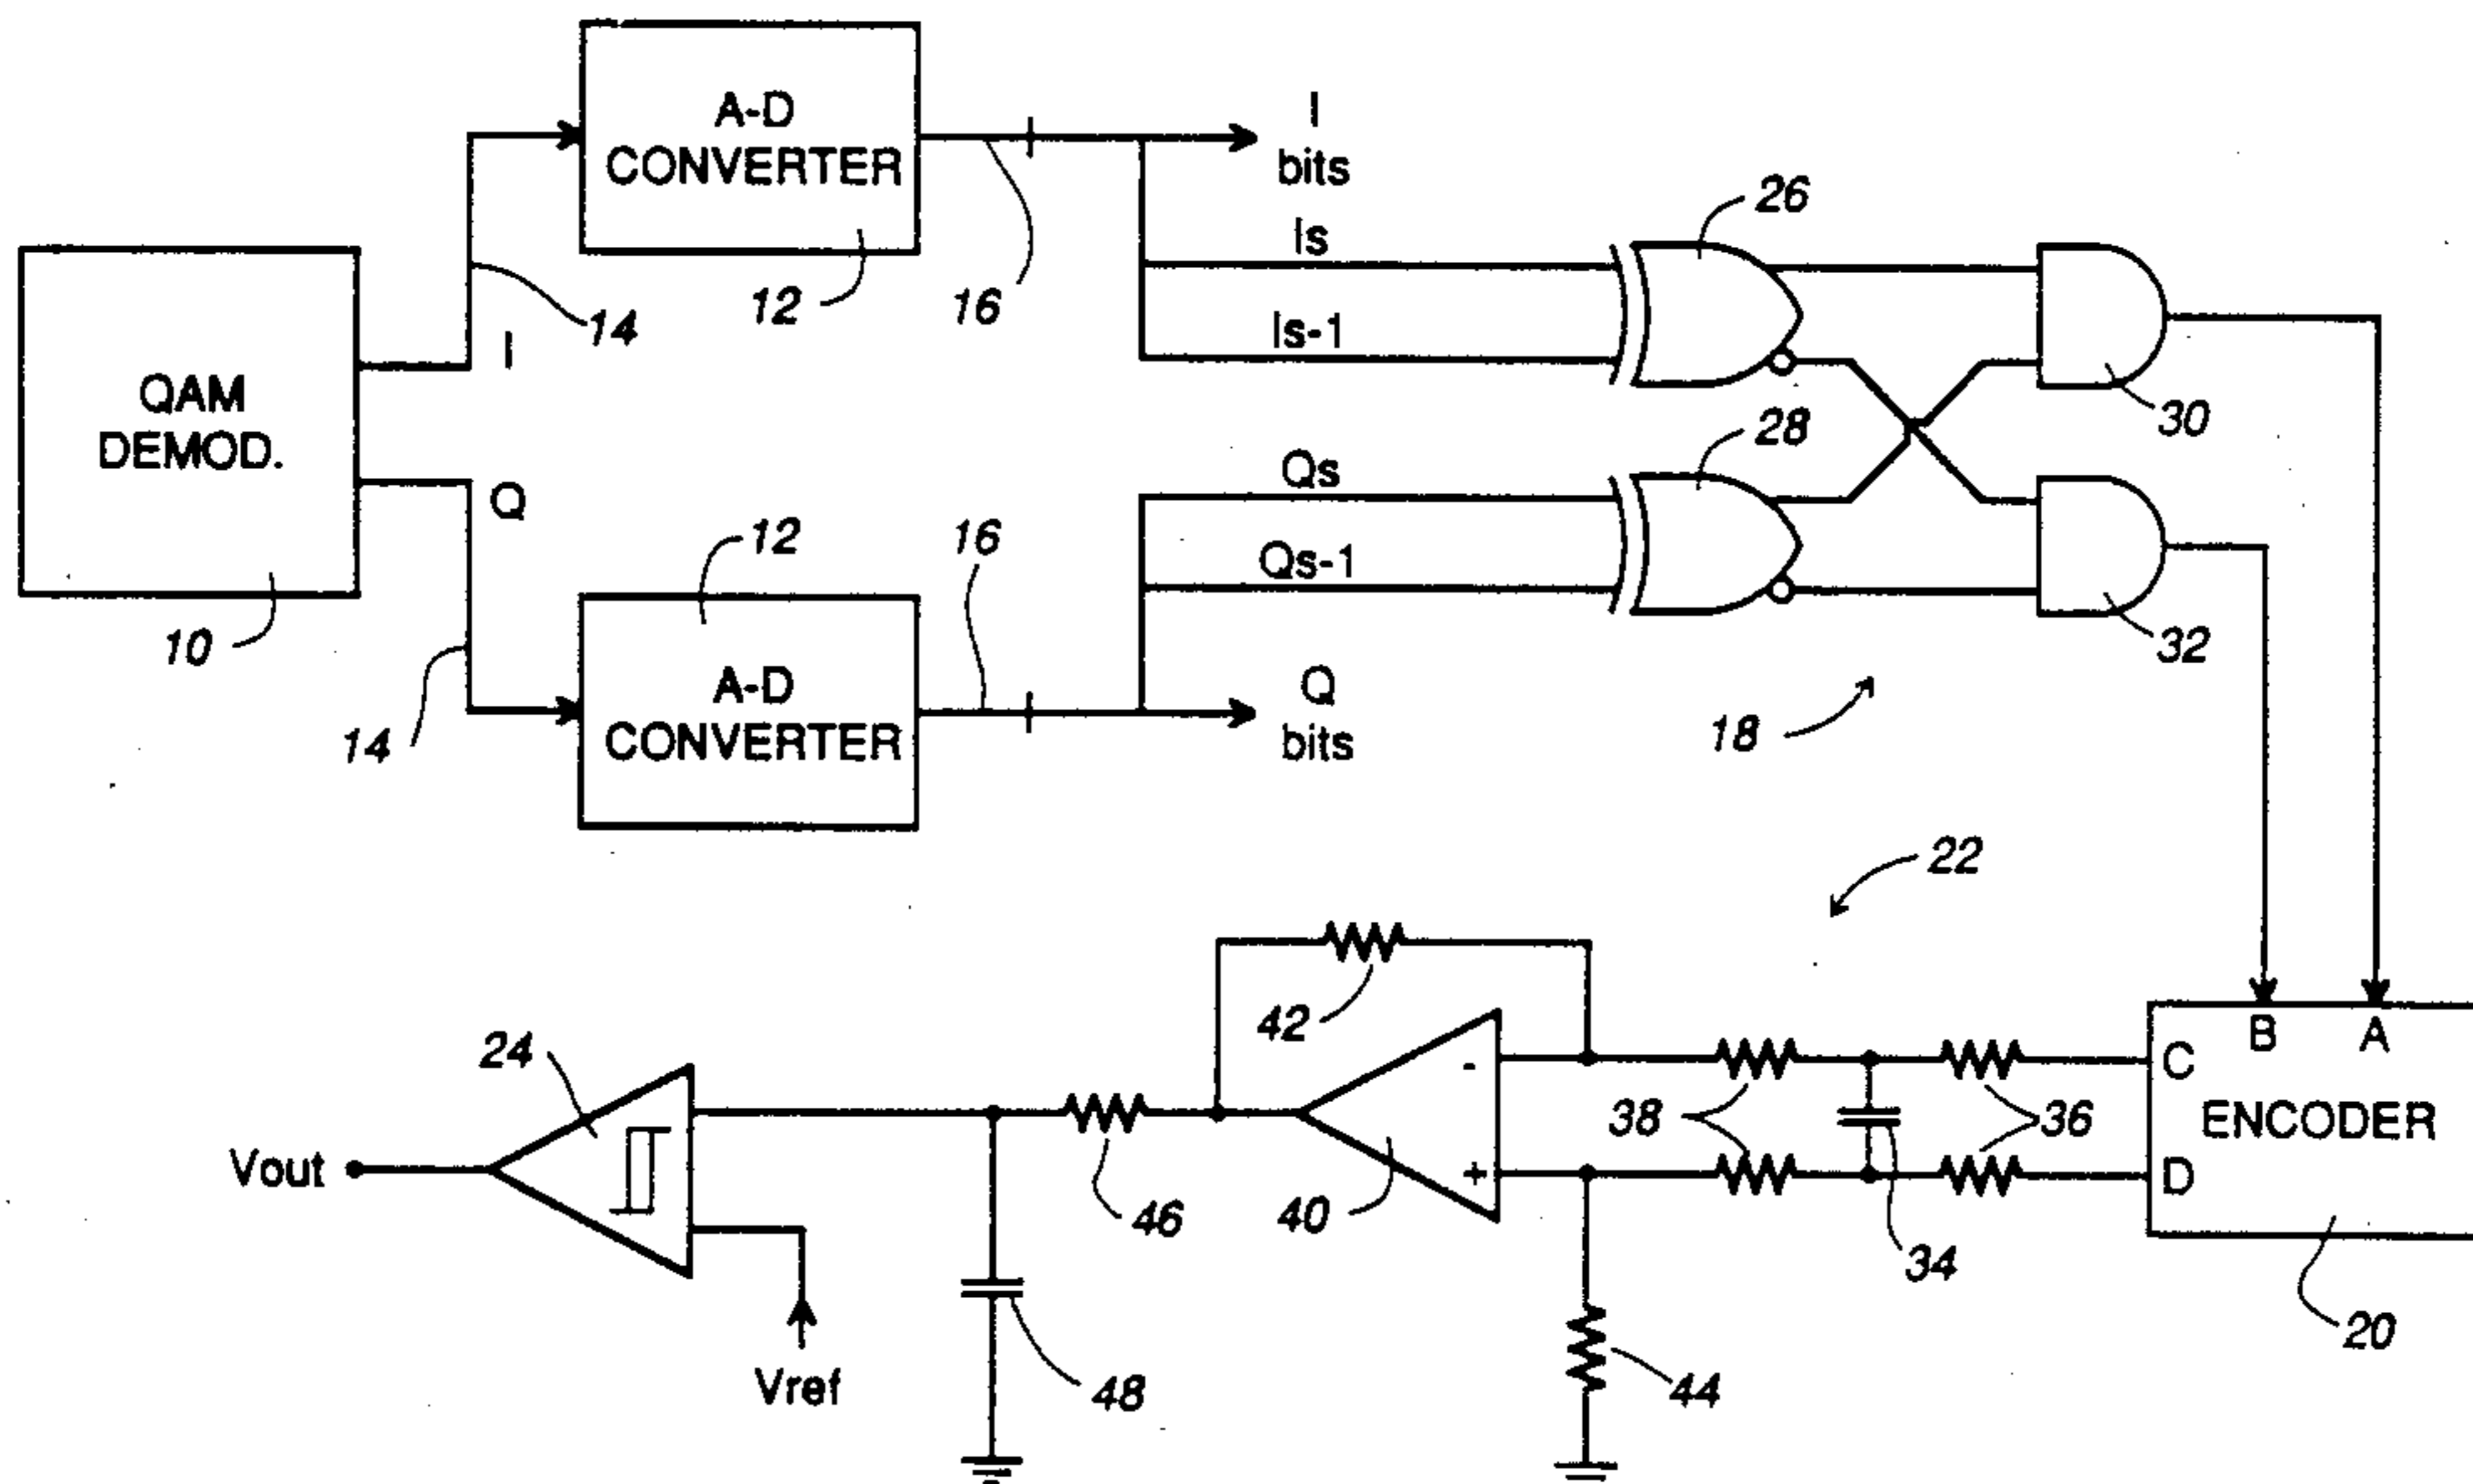 A-D
CONVERTER
12
14
16
I
bits
Is
Is-1
26
30
QAM
DEMOD.
10
I
Q
14
12
16
A-D
CONVERTER
Qs
Qs-1
28
32
18
Q
bits
22
24
Vout
Vref
42
40
46
48
44
38
36
34
B
A
C
ENCODER
D
20
-
+